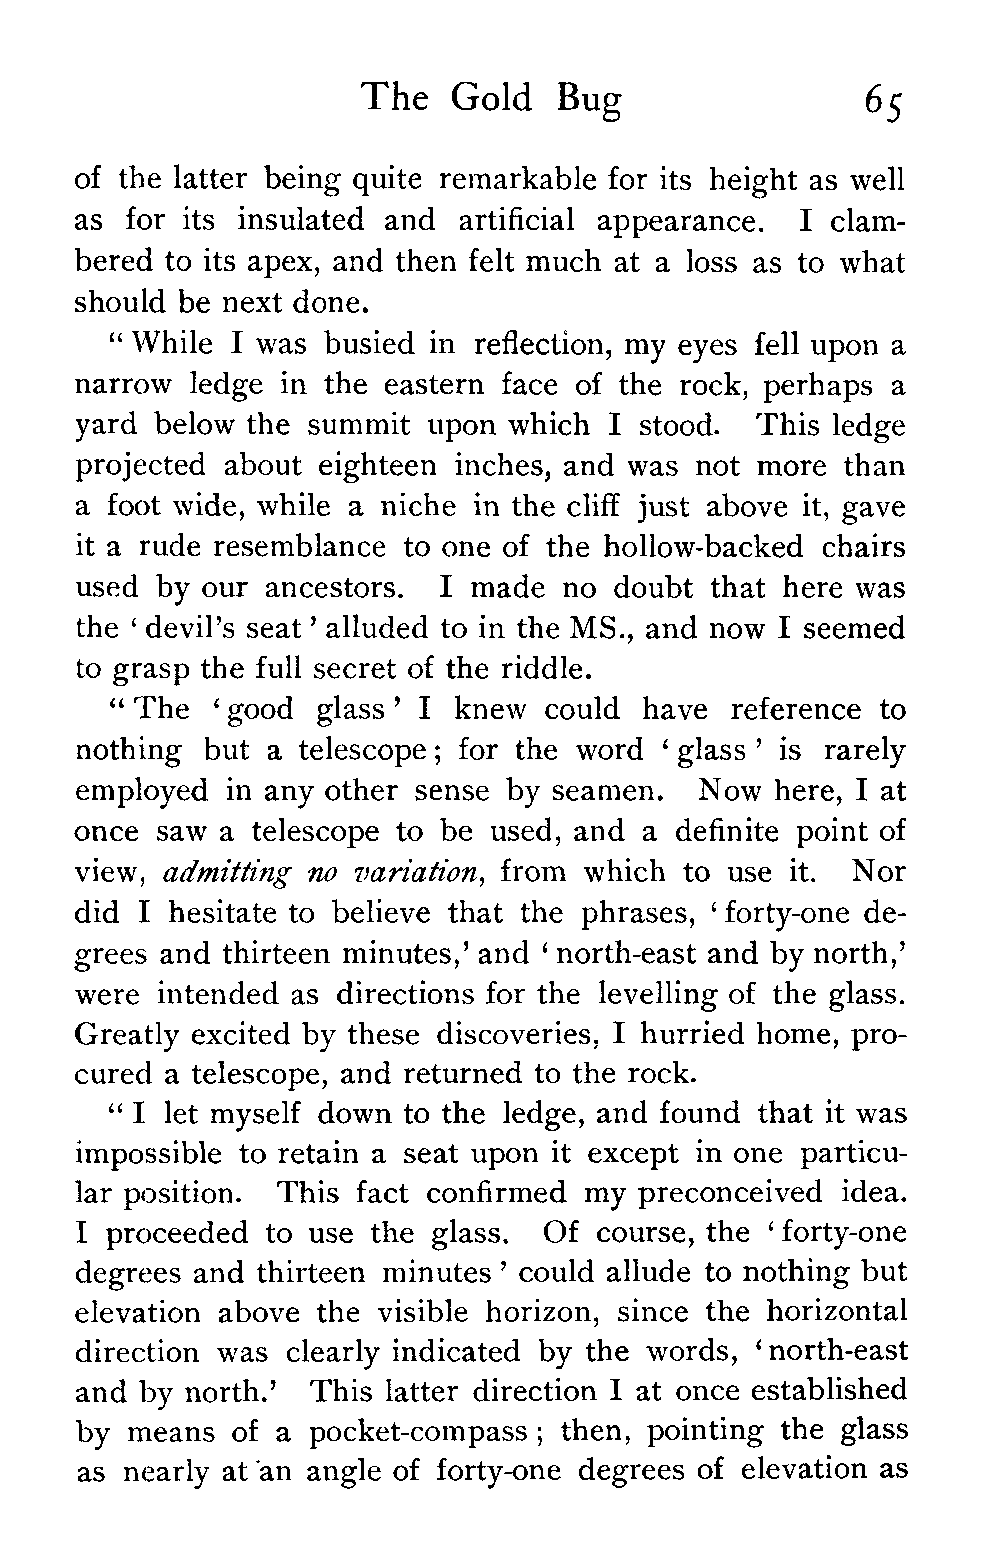 The Gold Bug 65
of the latter being quite remarkable for its height as well
as for its insulated and artificial appearance. I clam-
bered to its apex, and then felt much at a loss as to what
should be next done.
“ While I was busied in reflection, my eyes fell upon a
narrow ledge in the eastern face of the rock, perhaps a
yard below the summit upon which I stood. This ledge
projected about eighteen inches, and was not more than
a foot wide, while a niche in the cliff just above it, gave
it a rude resemblance to one of the hollow-backed chairs
used by our ancestors. I made no doubt that here was
the ‘ devil’s seat ’ alluded to in the MS., and now I seemed
to grasp the full secret of the riddle.
“ The ‘ good glass ’ I knew could have reference to
nothing but a telescope ; for the word ‘ glass ’ is rarely
employed in any other sense by seamen. Now here, I at
once saw a telescope to be used, and a definite point of
view, admitting no variation, from which to use it. Nor
did I hesitate to believe that the phrases, ‘ forty-one de-
grees and thirteen minutes,’ and ‘ north-east and by north,’
were intended as directions for the levelling of the glass.
Greatly excited by these discoveries, I hurried home, pro-
cured a telescope, and returned to the rock.
“ I let myself down to the ledge, and found that it was
impossible to retain a seat upon it except in one particu-
lar position. This fact confirmed my preconceived idea.
I proceeded to use the glass. Of course, the ‘ forty-one
degrees and thirteen minutes ’ could allude to nothing but
elevation above the visible horizon, since the horizontal
direction was clearly indicated by the words, ‘ north-east
and by north.’ This latter direction I at once established
by means of a pocket-compass ; then, pointing the glass
as nearly at an angle of forty-one degrees of elevation as